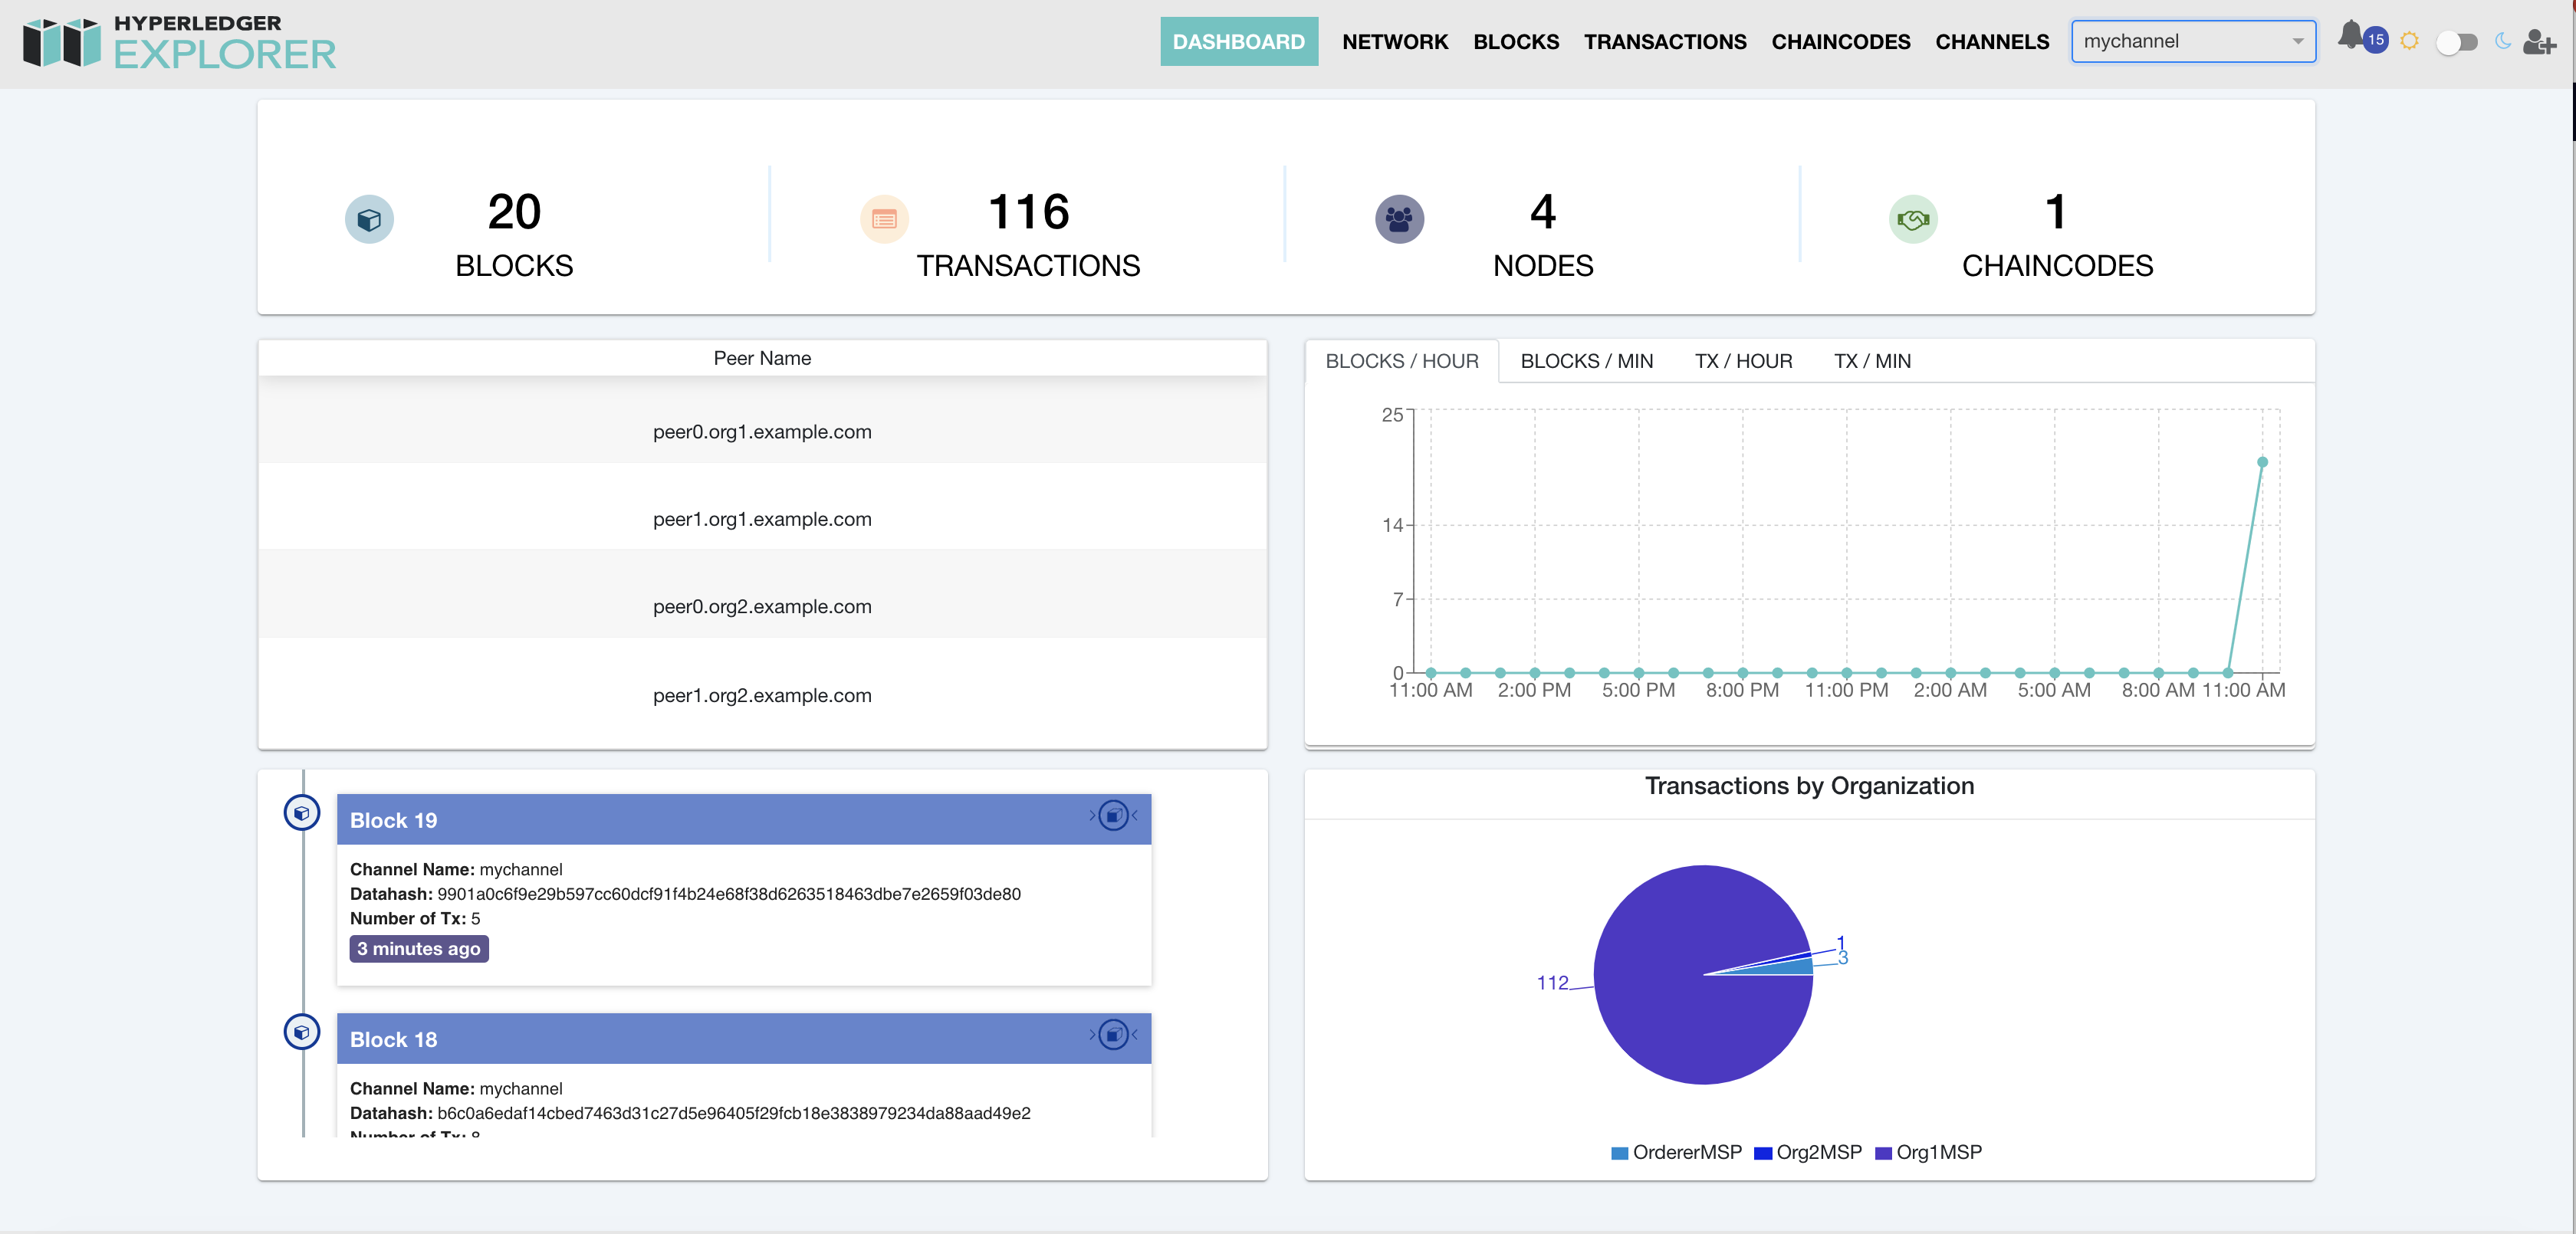 HYPERLEDGER
EXPLORER
DASHBOARD NETWORK BLOCKS TRANSACTIONS CHAINCODES CHANNELS mychannel 15
20
BLOCKS
116
TRANSACTIONS
4
NODES
1
CHAINCODES
Peer Name
peer0.org1.example.com
peer1.org1.example.com
peer0.org2.example.com
peer1.org2.example.com
BLOCKS / HOUR BLOCKS / MIN TX / HOUR TX / MIN
25
14
7
0
11:00 AM 2:00 PM 5:00 PM 8:00 PM 11:00 PM 2:00 AM 5:00 AM 8:00 AM 11:00 AM
Block 19
Channel Name: mychannel
Datahash: 9901a0c6f9e29b597cc60dcf91f4b24e68f38d6263518463dbe7e2659f03de80
Number of Tx: 5
3 minutes ago
Block 18
Channel Name: mychannel
Datahash: b6c0a6edaf14cbed7463d31c27d5e96405f29fcb18e3838979234da88aad49e2
Number of Tx: 8
Transactions by Organization
1
3
112
OrdererMSP Org2MSP Org1MSP